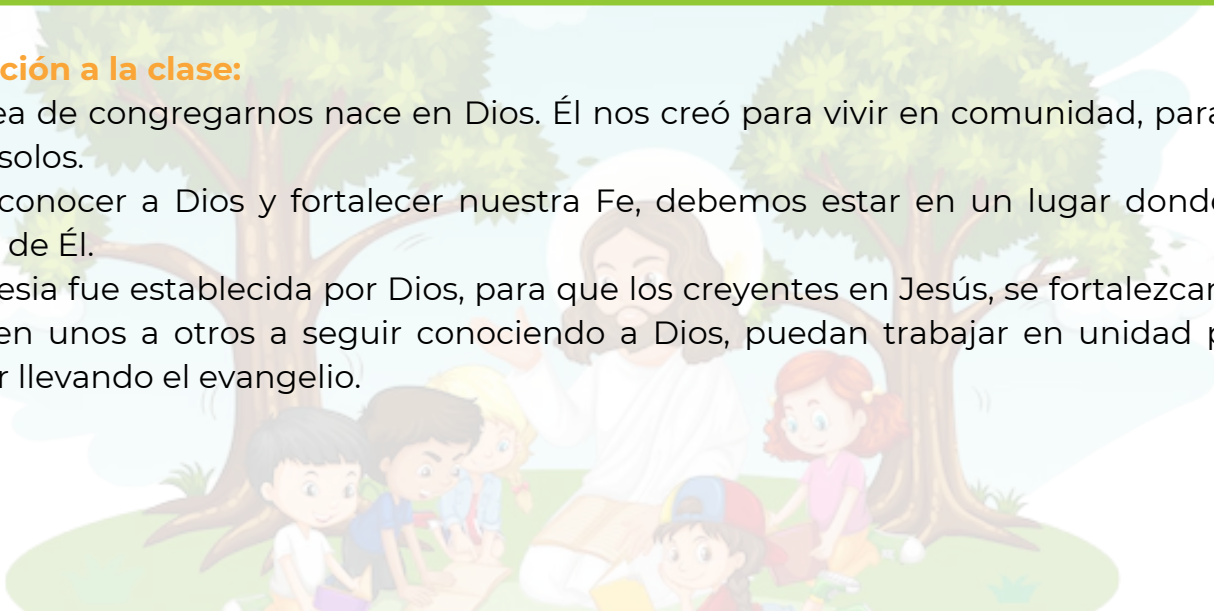 ción a la clase:
ea de congregarnos nace en Dios. Él nos creó para vivir en comunidad, para
solos.
conocer a Dios y fortalecer nuestra Fe, debemos estar en un lugar donde
de Él.
esia fue establecida por Dios, para que los creyentes en Jesús, se fortalezcan
en unos a otros a seguir conociendo a Dios, puedan trabajar en unidad p
r llevando el evangelio.